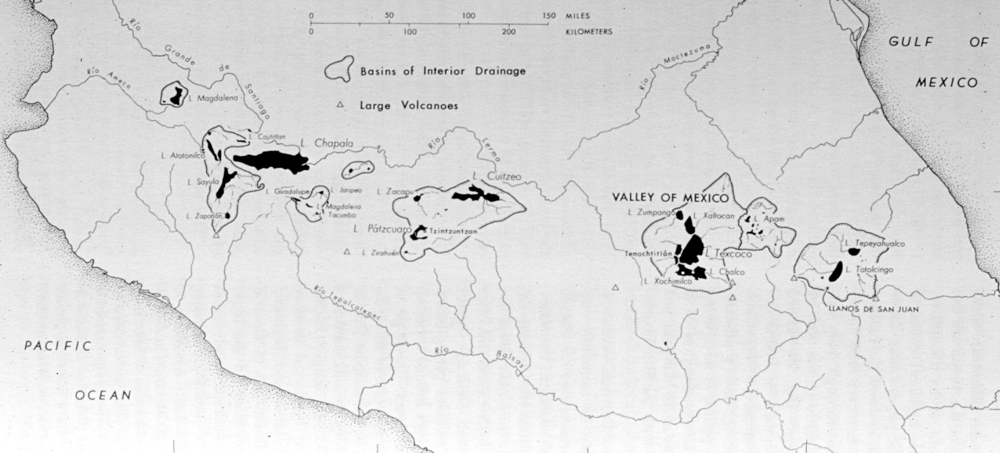 0 50 100 150 MILES
0 100 200 KILOMETERS
Basins of Interior Drainage
Large Volcanoes
GULF OF
MEXICO
Río Grande de Santiago
Río Ameca
L. Magdalena
L. Cajititlan
L. Chapala
L. Atotonilco
L. Sayula
L. Zapotlán
L. Guadalupe
L. Jaripeo
L. Magdalena
Tacumbo
Río Lerma
L. Cuitzeo
L. Zacapu
L. Pátzcuaro
Tzintzuntzan
L. Zirahuén
Río Moctezuma
VALLEY OF MEXICO
L. Zumpango
L. Xaltocan
L. Apam
Tenochtitlán
L. Texcoco
L. Chalco
L. Xochimilco
L. Tepeyahualco
L. Totolcingo
LLANOS DE SAN JUAN
Río Tepalcatepec
Río Balsas
PACIFIC
OCEAN